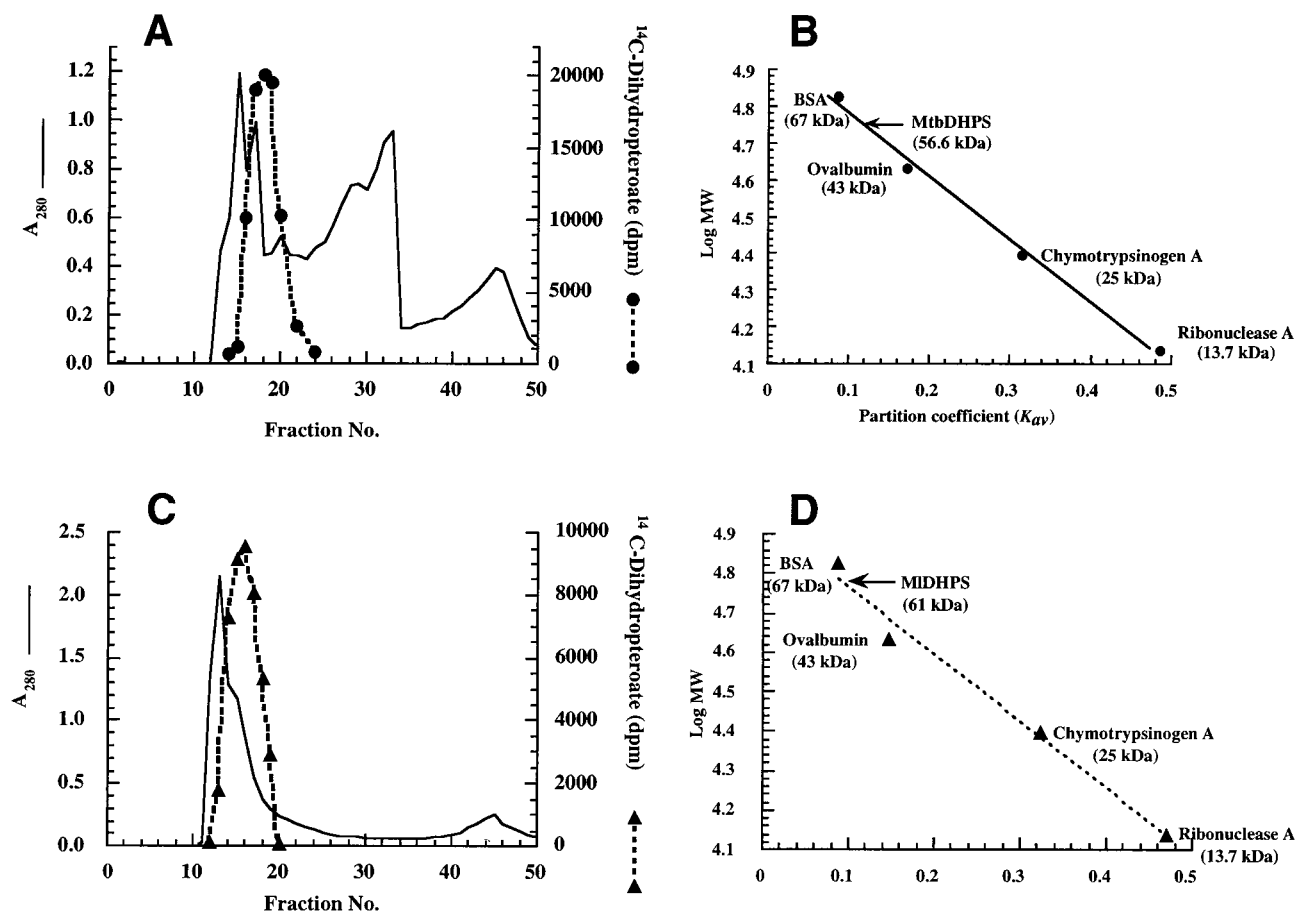 A
1.2
1.0
0.8
0.6
0.4
0.2
0.0
A280
0
10
20
30
40
50
Fraction No.
20000
15000
10000
5000
0
14C-Dihydropteroate (dpm)
B
4.9
4.8
4.7
4.6
4.5
4.4
4.3
4.2
4.1
Log MW
BSA
(67 kDa)
MtbDHPS
(56.6 kDa)
Ovalbumin
(43 kDa)
Chymotrypsinogen A
(25 kDa)
Ribonuclease A
(13.7 kDa)
0
0.1
0.2
0.3
0.4
0.5
Partition coefficient (Kav)
C
2.5
2.0
1.5
1.0
0.5
0.0
A280
0
10
20
30
40
50
Fraction No.
10000
8000
6000
4000
2000
0
14 C-Dihydropteroate (dpm)
D
4.9
4.8
4.7
4.6
4.5
4.4
4.3
4.2
4.1
Log MW
BSA
(67 kDa)
MlDHPS
(61 kDa)
Ovalbumin
(43 kDa)
Chymotrypsinogen A
(25 kDa)
Ribonuclease A
(13.7 kDa)
0
0.1
0.2
0.3
0.4
0.5